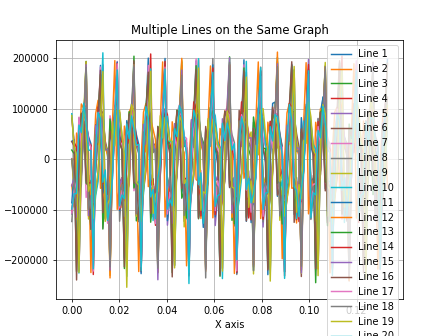 Multiple Lines on the Same Graph
200000
100000
0
−100000
−200000
0.00 0.02 0.04 0.06 0.08 0.10
X axis
Line 1
Line 2
Line 3
Line 4
Line 5
Line 6
Line 7
Line 8
Line 9
Line 10
Line 11
Line 12
Line 13
Line 14
Line 15
Line 16
Line 17
Line 18
Line 19
Line 20